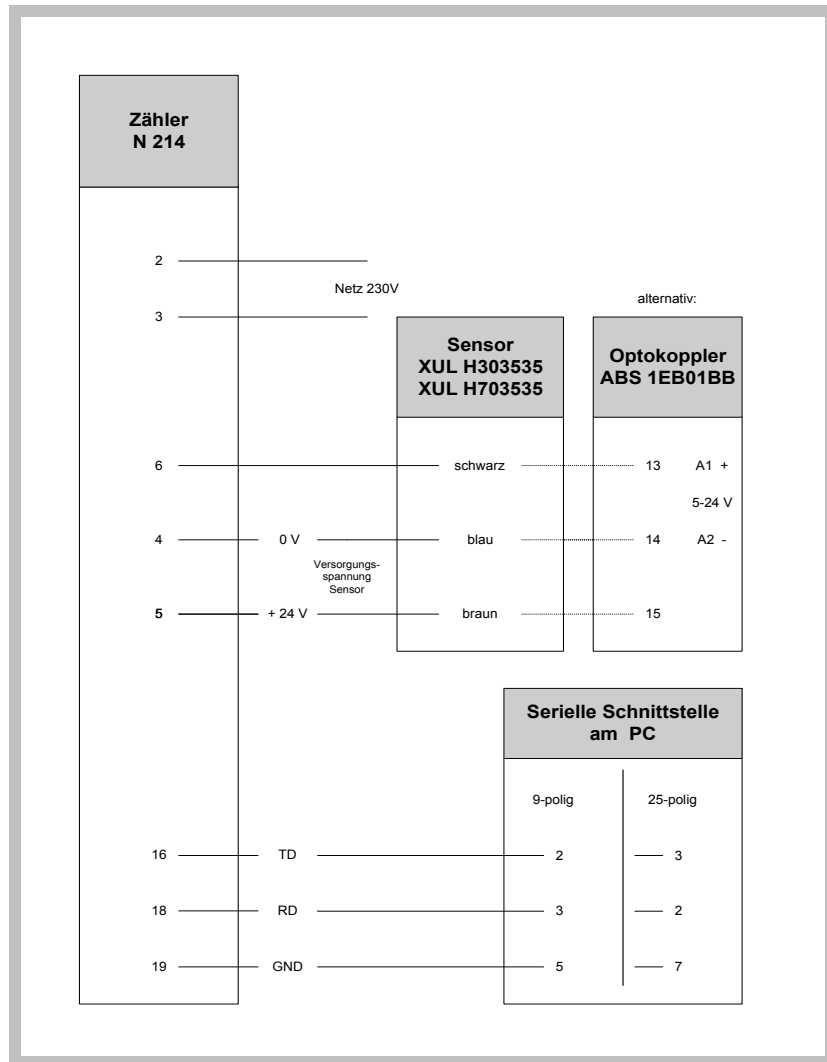 Zähler
N 214
2
Netz 230V
3
alternativ:
Sensor
XUL H303535
XUL H703535
Optokoppler
ABS 1EB01BB
6 schwarz 13 A1 +
5-24 V
4 0 V blau 14 A2 -
Versorgungs-
spannung
Sensor
5 + 24 V braun 15
Serielle Schnittstelle
am PC
9-polig 25-polig
16 TD 2 3
18 RD 3 2
19 GND 5 7